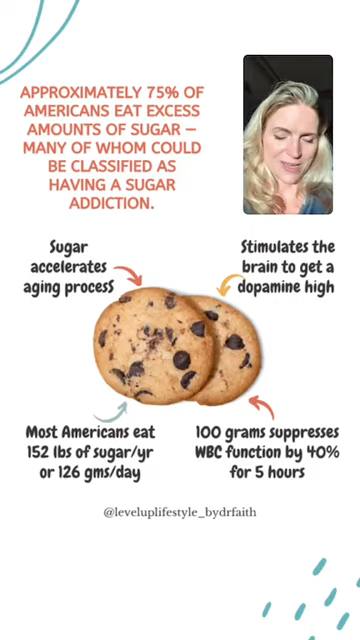 APPROXIMATELY 75% OF
AMERICANS EAT EXCESS
AMOUNTS OF SUGAR –
MANY OF WHOM COULD
BE CLASSIFIED AS
HAVING A SUGAR
ADDICTION.
Sugar
accelerates
aging process
Stimulates the
brain to get a
dopamine high
Most Americans eat
152 lbs of sugar/yr
or 126 gms/day
100 grams suppresses
WBC function by 40%
for 5 hours
@leveluplifestyle_bydrfaith